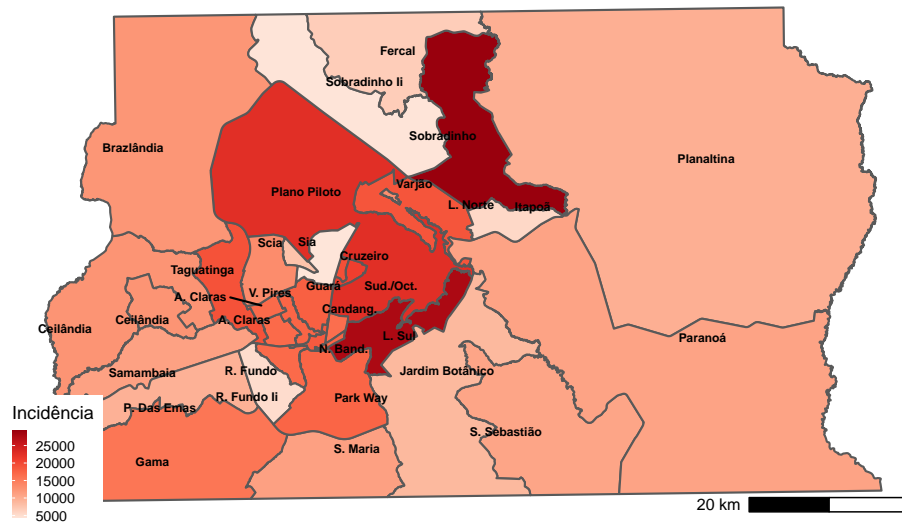 Fercal
Sobradinho Ii
Sobradinho
Brazlândia
Planaltina
Varjão
Plano Piloto
L. Norte
Itapoã
Scia
Sia
Cruzeiro
Taguatinga
Guará
Sud./Oct.
V. Pires
A. Claras
Candang.
Ceilândia
A. Claras
Ceilândia
L. Sul
Paranoá
N. Band.
Samambaia
R. Fundo
Jardim Botânico
R. Fundo Ii
Park Way
P. Das Emas
S. Sebastião
S. Maria
Gama
Incidência
25000
20000
15000
10000
5000
20 km